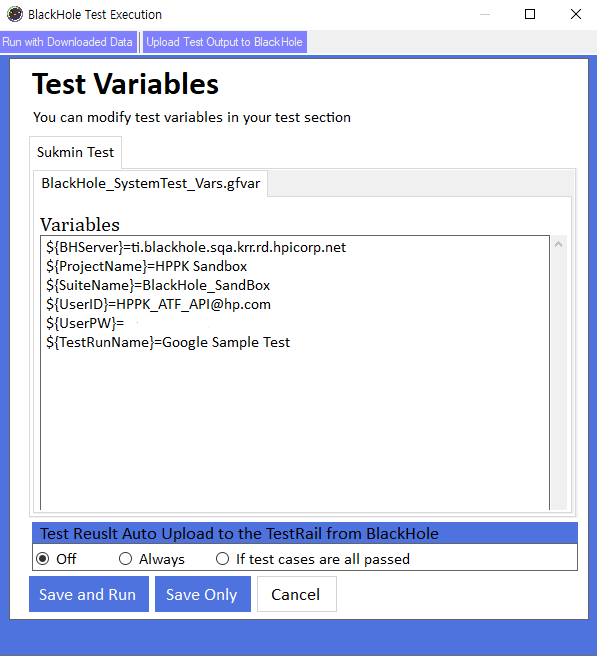 BlackHole Test Execution
Run with Downloaded Data
Upload Test Output to BlackHole
Test Variables
You can modify test variables in your test section
Sukmin Test
BlackHole_SystemTest_Vars.gfvar
Variables
${BHServer}=ti.blackhole.sqa.krr.rd.hpicorp.net
${ProjectName}=HPPK Sandbox
${SuiteName}=BlackHole_SandBox
${UserID}=HPPK_ATF_API@hp.com
${UserPW}=
${TestRunName}=Google Sample Test
Test Reuslt Auto Upload to the TestRail from BlackHole
Off Always If test cases are all passed
Save and Run Save Only Cancel